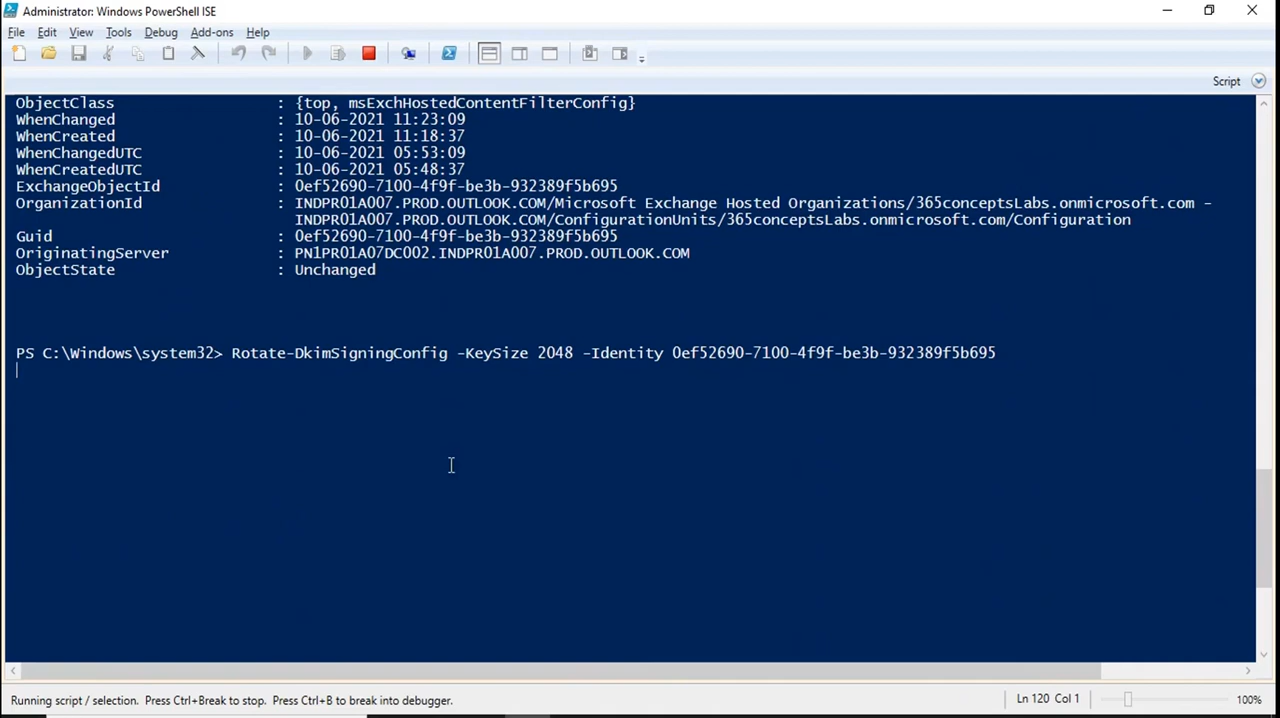 Administrator: Windows PowerShell ISE
File Edit View Tools Debug Add-ons Help
Script
ObjectClass : {top, msExchHostedContentFilterConfig}
WhenChanged : 10-06-2021 11:23:09
WhenCreated : 10-06-2021 11:18:37
WhenChangedUTC : 10-06-2021 05:53:09
WhenCreatedUTC : 10-06-2021 05:48:37
ExchangeObjectId : 0ef52690-7100-4f9f-be3b-932389f5b695
OrganizationId : INDPR01A007.PROD.OUTLOOK.COM/Microsoft Exchange Hosted Organizations/365conceptsLabs.onmicrosoft.com -
INDPR01A007.PROD.OUTLOOK.COM/ConfigurationUnits/365conceptsLabs.onmicrosoft.com/Configuration
Guid : 0ef52690-7100-4f9f-be3b-932389f5b695
OriginatingServer : PN1PR01A07DC002.INDPR01A007.PROD.OUTLOOK.COM
ObjectState : Unchanged
PS C:\Windows\system32> Rotate-DkimSigningConfig -KeySize 2048 -Identity 0ef52690-7100-4f9f-be3b-932389f5b695
Running script / selection. Press Ctrl+Break to stop. Press Ctrl+B to break into debugger.
Ln 120 Col 1
100%